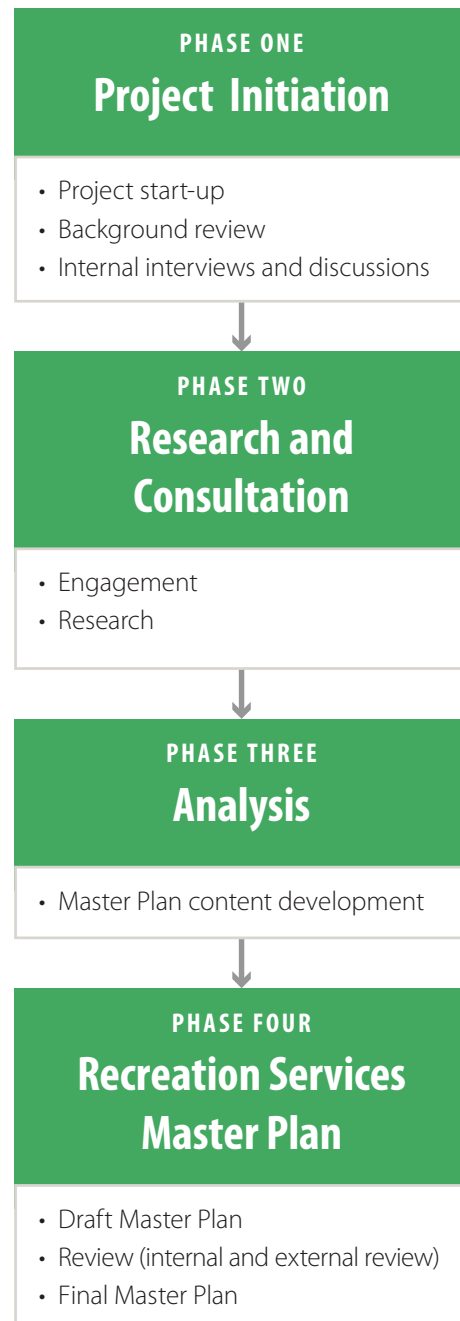 PHASE ONE
Project Initiation
• Project start-up
• Background review
• Internal interviews and discussions
PHASE TWO
Research and
Consultation
• Engagement
• Research
PHASE THREE
Analysis
• Master Plan content development
PHASE FOUR
Recreation Services
Master Plan
• Draft Master Plan
• Review (internal and external review)
• Final Master Plan